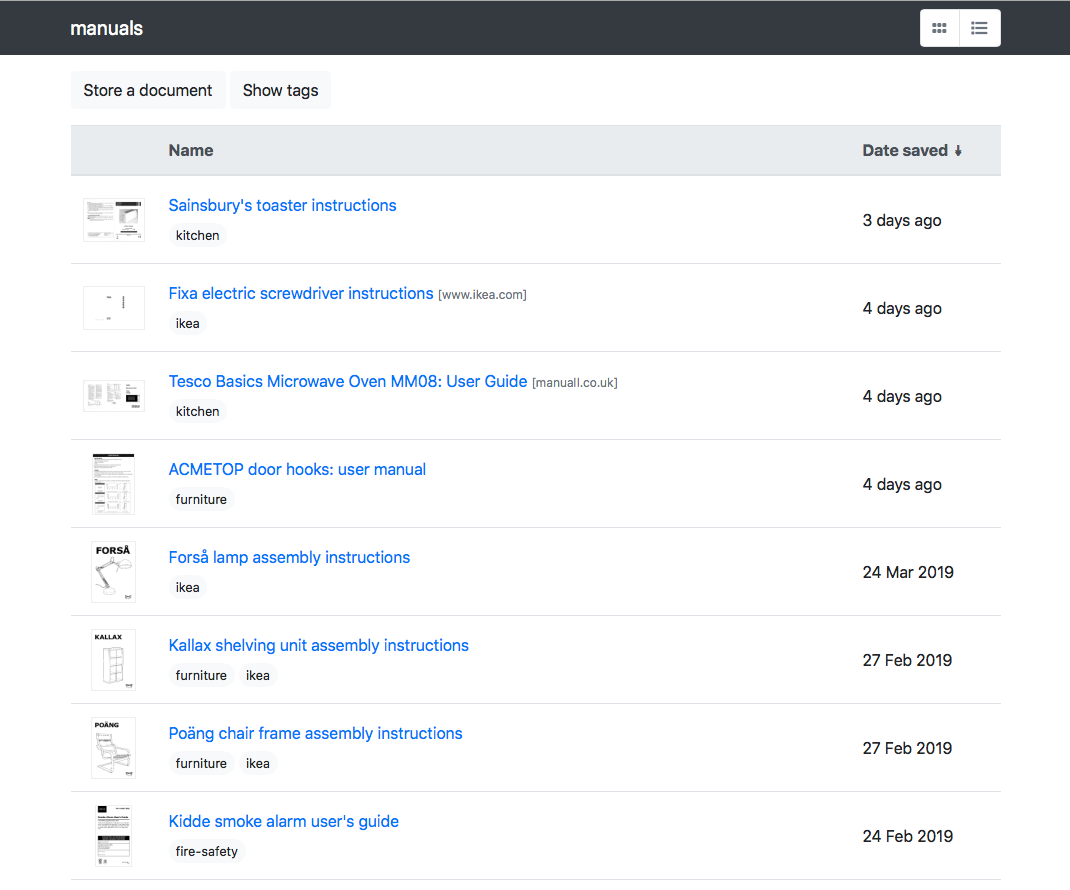 manuals
Store a document Show tags
Name Date saved
Sainsbury's toaster instructions
kitchen
3 days ago
Fixa electric screwdriver instructions [www.ikea.com]
ikea
4 days ago
Tesco Basics Microwave Oven MM08: User Guide [manuall.co.uk]
kitchen
4 days ago
ACMETOP door hooks: user manual
furniture
4 days ago
FORSÅ
Forså lamp assembly instructions
ikea
24 Mar 2019
KALLAX
Kallax shelving unit assembly instructions
furniture ikea
27 Feb 2019
POÄNG
Poäng chair frame assembly instructions
furniture ikea
27 Feb 2019
Kidde smoke alarm user's guide
fire-safety
24 Feb 2019